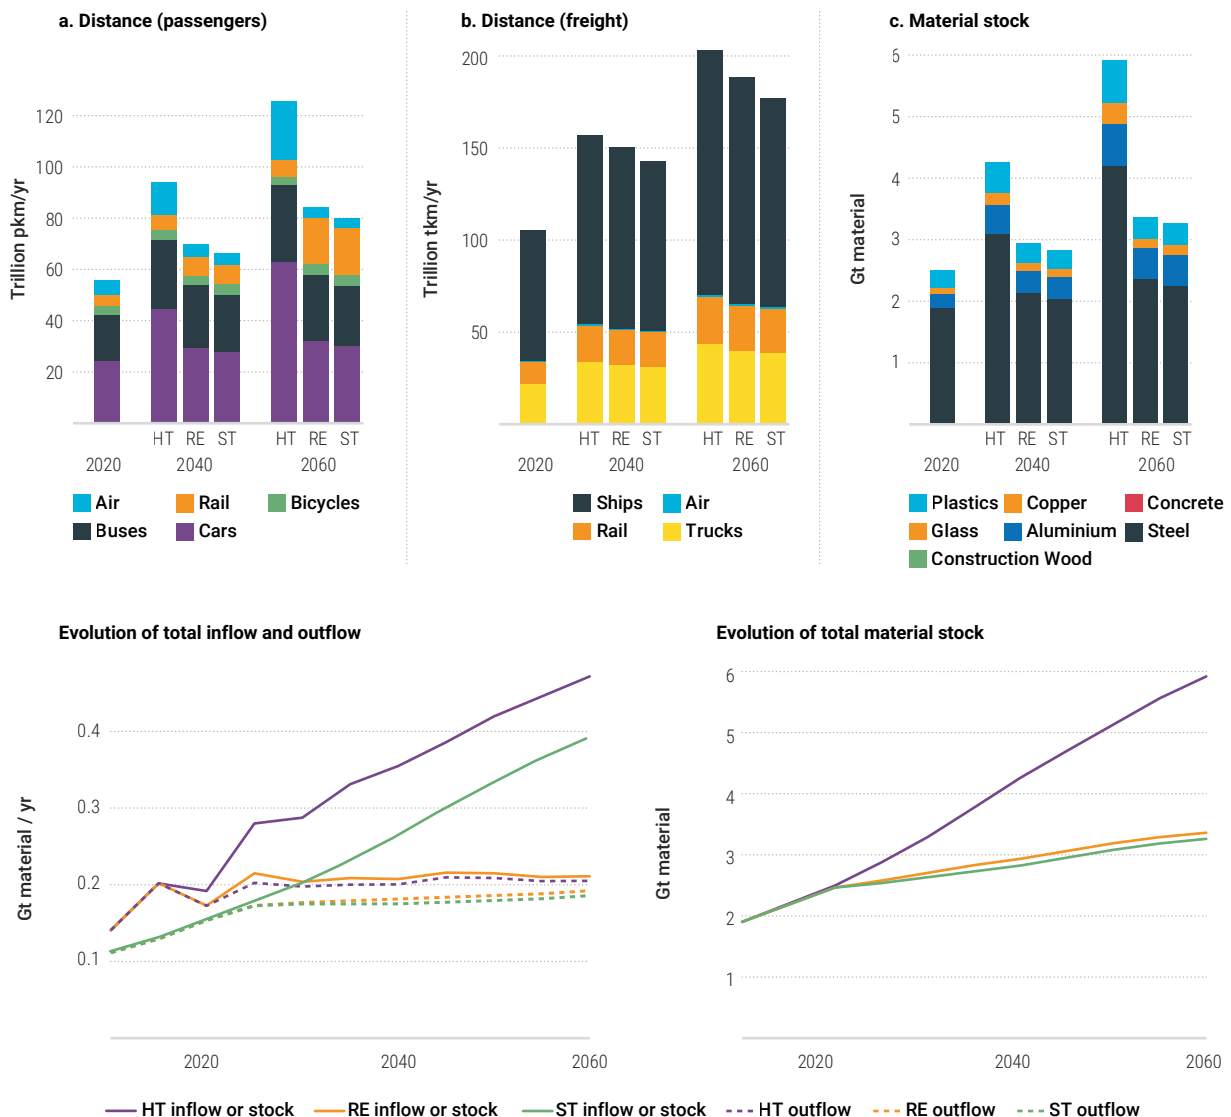 a. Distance (passengers)
Trillion pkm/yr
120
100
80
60
40
20
HT RE ST HT RE ST
2020 2040 2060
Air Rail Bicycles
Buses Cars
b. Distance (freight)
Trillion tkm/yr
200
150
100
50
HT RE ST HT RE ST
2020 2040 2060
Ships Air
Rail Trucks
c. Material stock
Gt material
6
5
4
3
2
1
HT RE ST HT RE ST
2020 2040 2060
Plastics Copper Concrete
Glass Aluminium Steel
Construction Wood
Evolution of total inflow and outflow
Gt material / yr
0.4
0.3
0.2
0.1
2020 2040 2060
Evolution of total material stock
Gt material
6
5
4
3
2
1
2020 2040 2060
HT inflow or stock RE inflow or stock ST inflow or stock HT outflow RE outflow ST outflow